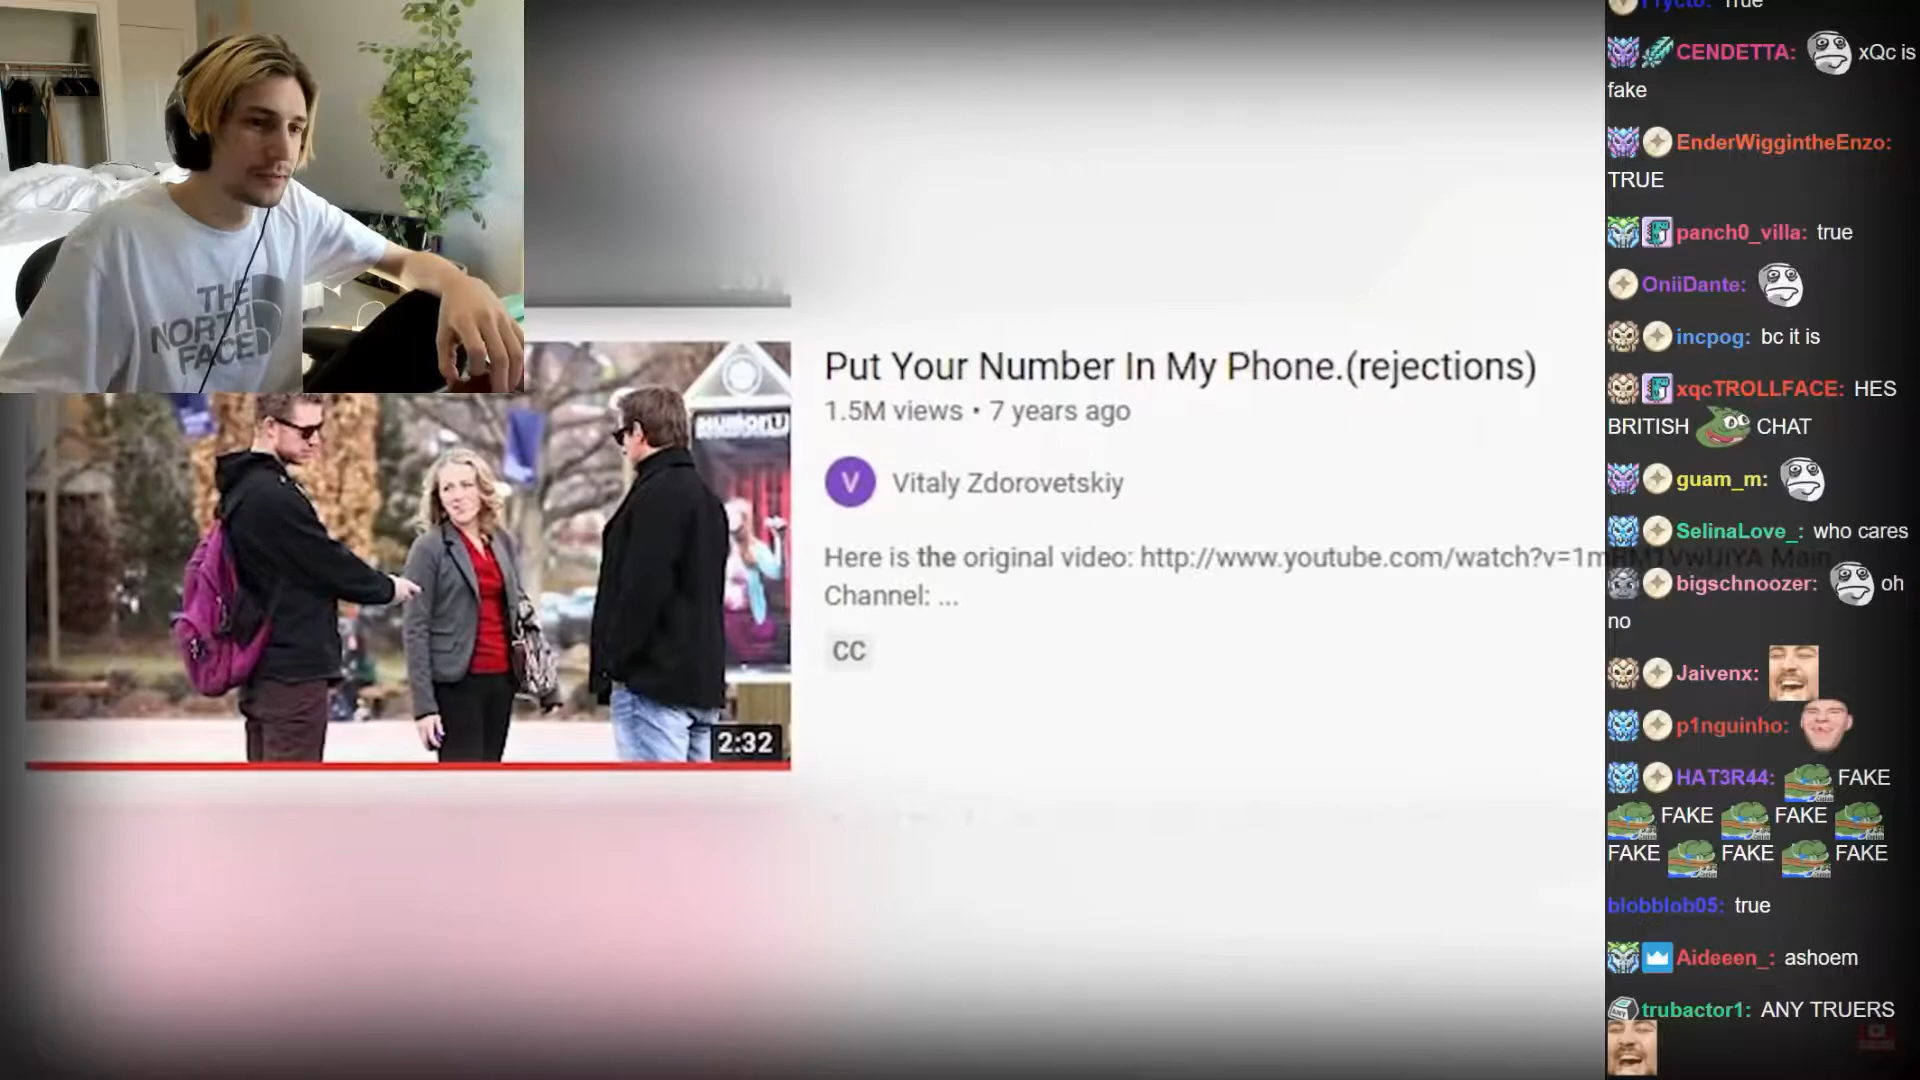 THE
NORTH
FACE
Put Your Number In My Phone.(rejections)
1.5M views • 7 years ago
V
Vitaly Zdorovetskiy
Here is the original video: http://www.youtube.com/watch?v=1mHM1VwUiYA Main
Channel: ...
CC
2:32
True
CENDETTA: xQc is
fake
EnderWiggintheEnzo:
TRUE
panch0_villa: true
OniiDante:
incpog: bc it is
xqcTROLLFACE: HES
BRITISH CHAT
guam_m:
SelinaLove_: who cares
bigschnoozer: oh
no
Jaivenx:
p1nguinho:
HAT3R44: FAKE
FAKE FAKE
FAKE FAKE FAKE
blobblob05: true
Aideeen_: ashoem
trubactor1: ANY TRUERS